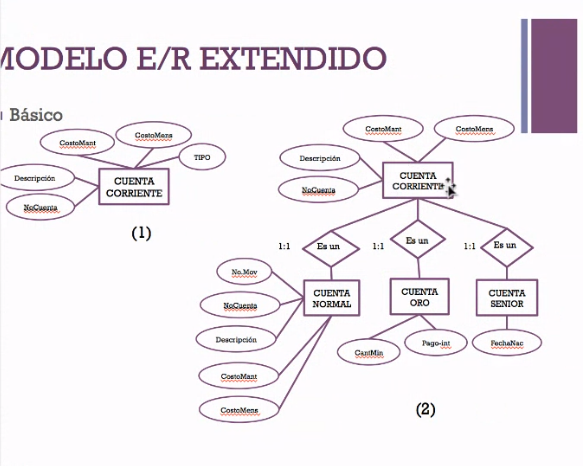 MODELO E/R EXTENDIDO
Básico
CostoMant
CostoMens
TIPO
Descripción
NoCuenta
CUENTA
CORRIENTE
(1)
CostoMant
CostoMens
Descripción
NoCuenta
CUENTA
CORRIENTE
1:1
Es un
1:1
Es un
1:1
Es un
No.Mov
NoCuenta
Descripción
CostoMant
CostoMens
CUENTA
NORMAL
CUENTA
ORO
CUENTA
SENIOR
CantMin
Pago-int
FechaNac
(2)